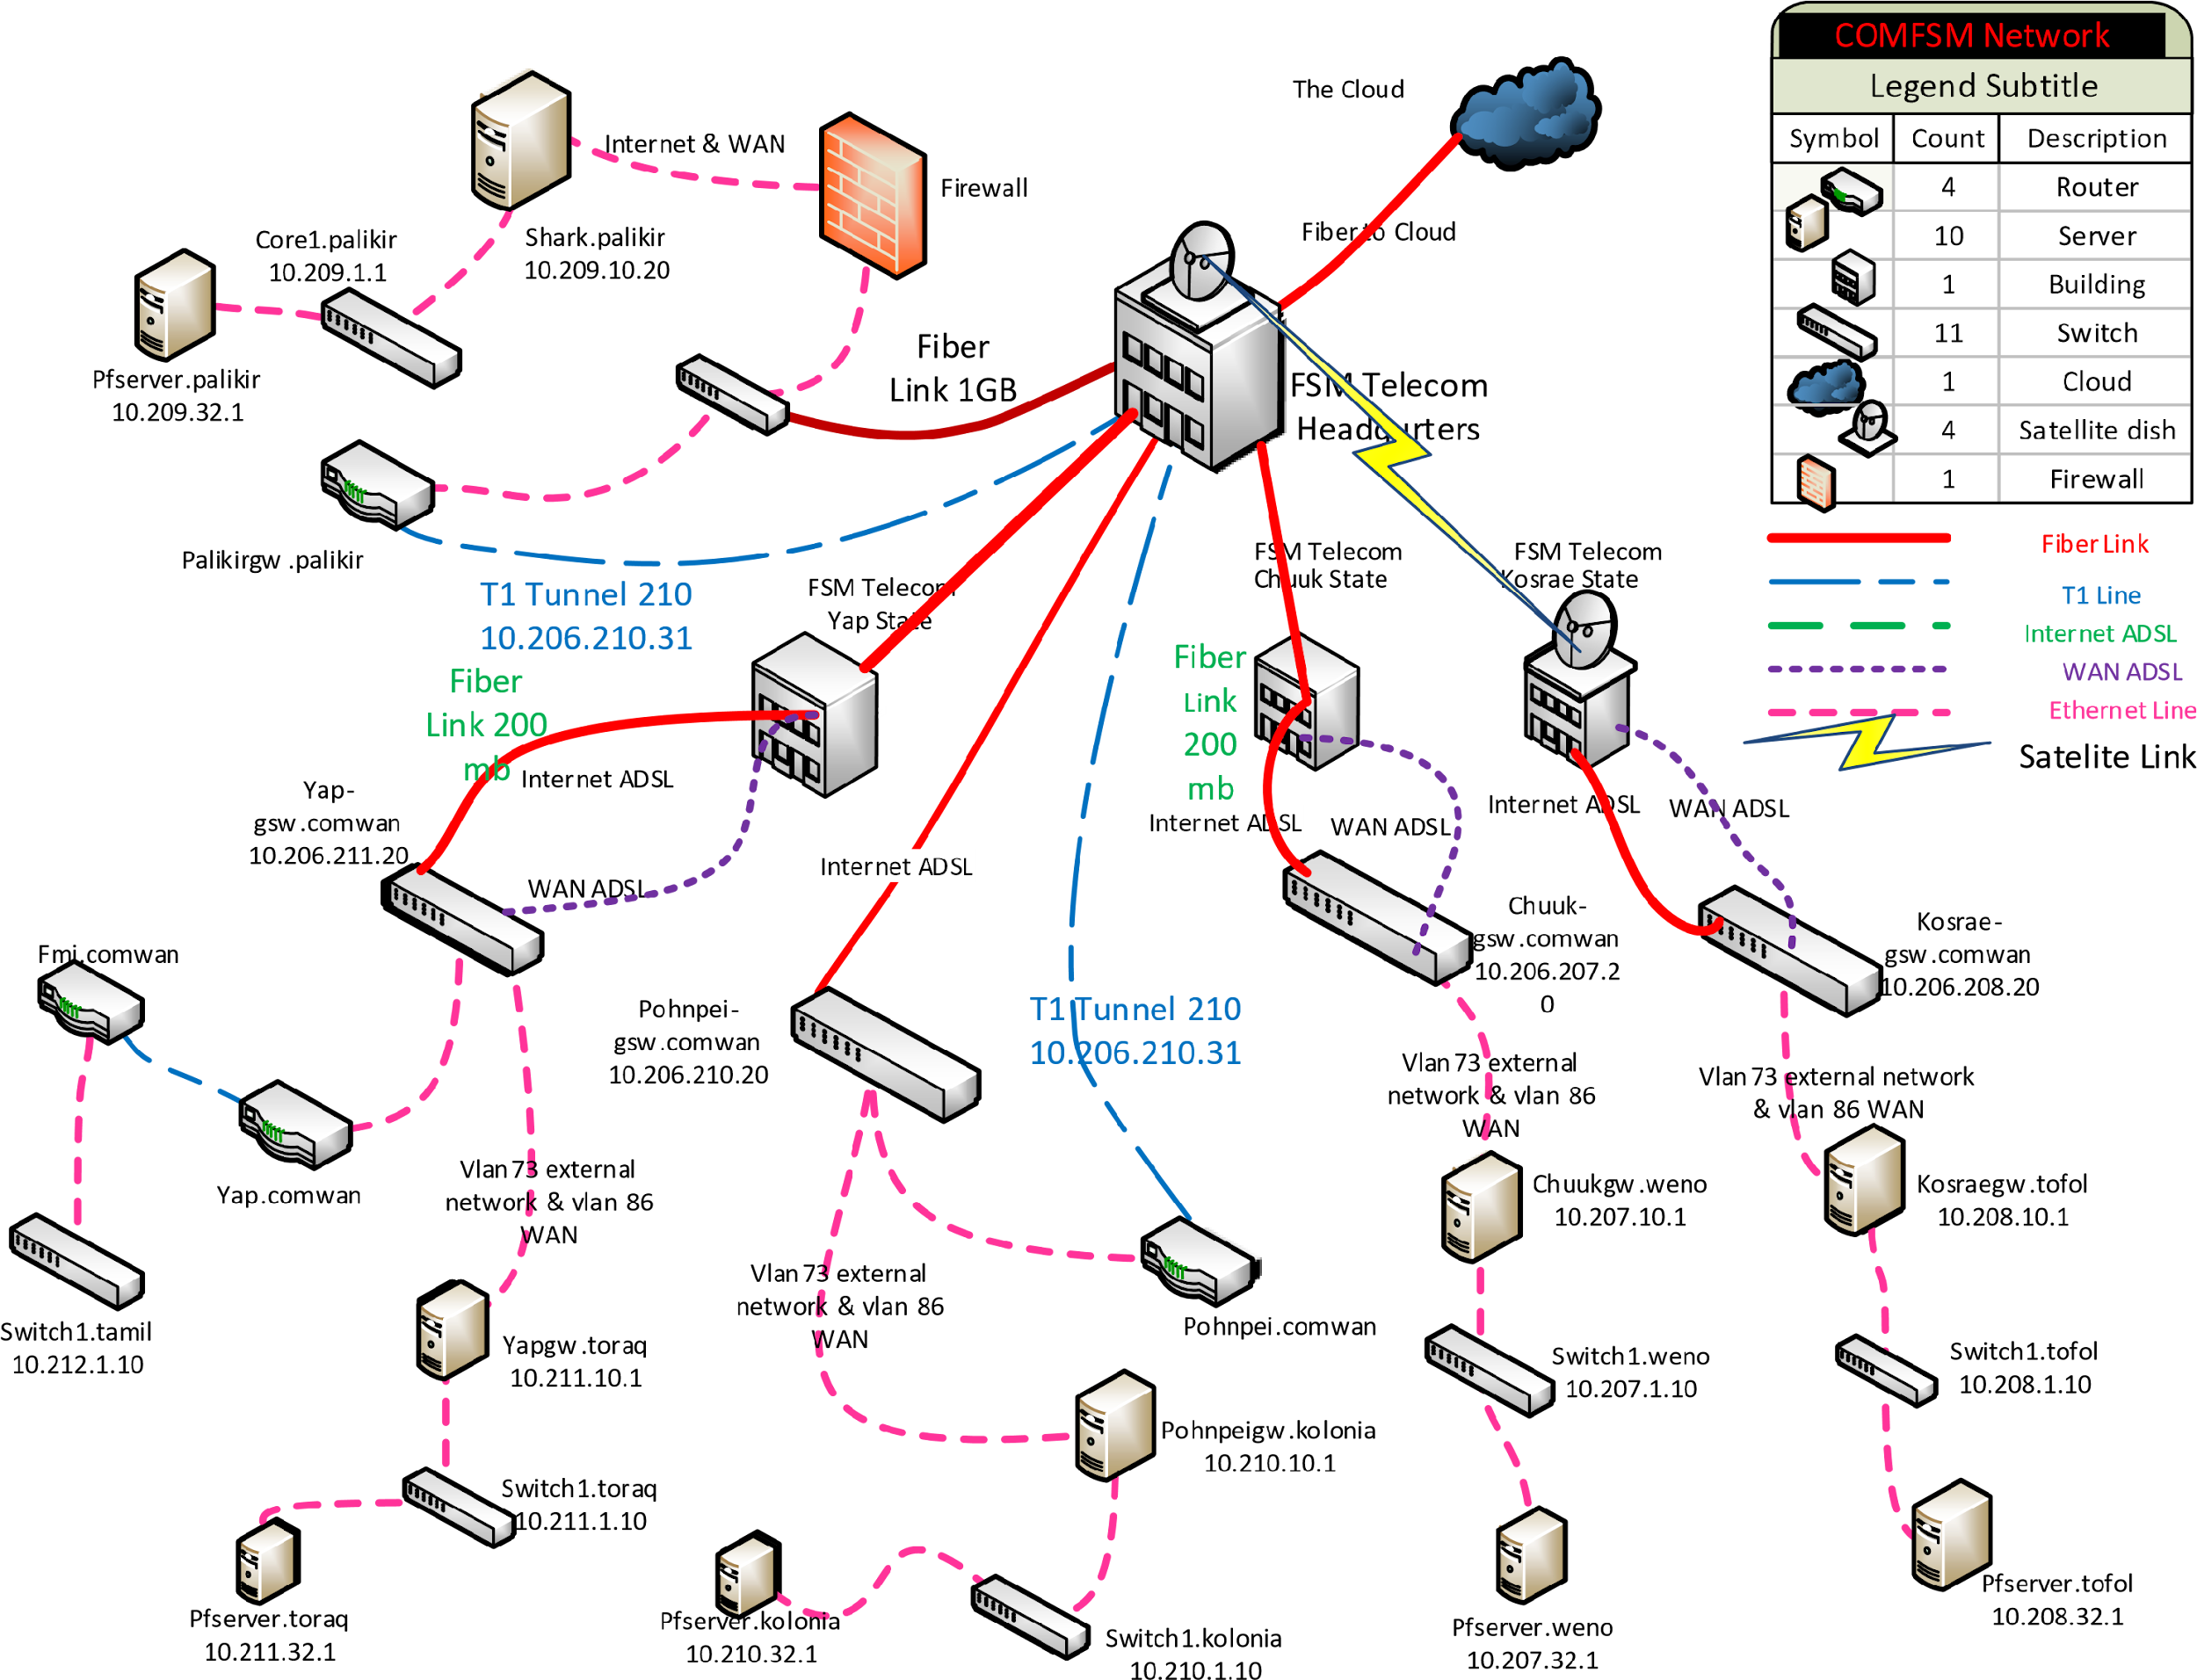 COMFSM Network
Legend Subtitle
Symbol Count Description
4 Router
10 Server
1 Building
11 Switch
1 Cloud
4 Satellite dish
1 Firewall
Fiber Link
T1 Line
Internet ADSL
WAN ADSL
Ethernet Line
Satelite Link
The Cloud
Fiber to Cloud
Internet & WAN
Firewall
Core1.palikir
10.209.1.1
Shark.palikir
10.209.10.20
Pfserver.palikir
10.209.32.1
Fiber
Link 1GB
FSM Telecom
Headqurters
Palikirgw .palikir
T1 Tunnel 210
10.206.210.31
FSM Telecom
Yap State
FSM Telecom
Chuuk State
FSM Telecom
Kosrae State
Fiber
Link 200
mb
Internet ADSL
Fiber
Link
200
mb
Internet ADSL
WAN ADSL
Internet ADSL
WAN ADSL
Yap-
gsw .comwan
10.206.211.20
WAN ADSL
Internet ADSL
Fmi.comwan
Yap.comwan
Pohnpei-
gsw .comwan
10.206.210.20
T1 Tunnel 210
10.206.210.31
Chuuk-
gsw .comwan
10.206.207.2
0
Kosrae-
gsw .comwan
10.206.208.20
Vlan73 external
network & vlan 86
WAN
Vlan73 external network
& vlan 86 WAN
Vlan73 external
network & vlan 86
WAN
Vlan73 external
network & vlan 86
WAN
Chuukgw .weno
10.207.10.1
Kosraegw .tofol
10.208.10.1
Switch1.tamil
10.212.1.10
Yapgw .toraq
10.211.10.1
Pohnpei.comwan
Switch1.weno
10.207.1.10
Switch1.tofol
10.208.1.10
Pohnpeigw .kolonia
10.210.10.1
Switch1.toraq
10.211.1.10
Pfserver.toraq
10.211.32.1
Pfserver.kolonia
10.210.32.1
Switch1.kolonia
10.210.1.10
Pfserver.weno
10.207.32.1
Pfserver.tofol
10.208.32.1